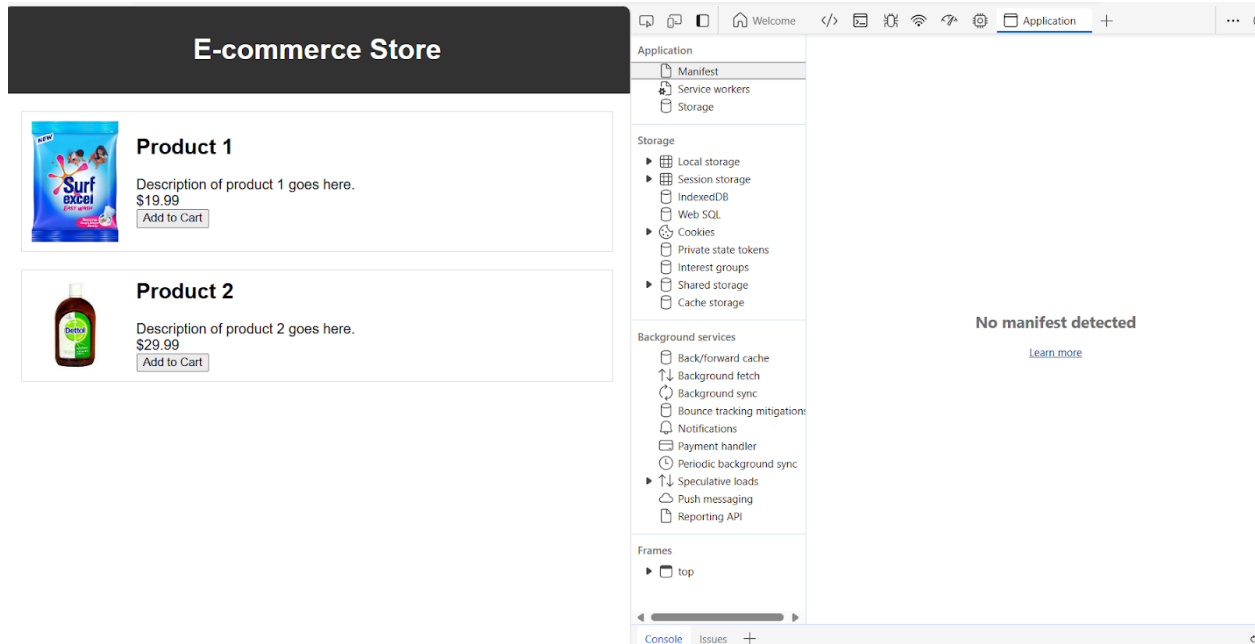 E-commerce Store
NEW
Surf
excel
EASY WASH
Product 1
Description of product 1 goes here.
$19.99
Add to Cart
Dettol
Product 2
Description of product 2 goes here.
$29.99
Add to Cart
Welcome
Application
Application
Manifest
Service workers
Storage
Storage
Local storage
Session storage
IndexedDB
Web SQL
Cookies
Private state tokens
Interest groups
Shared storage
Cache storage
Background services
Back/forward cache
Background fetch
Background sync
Bounce tracking mitigations
Notifications
Payment handler
Periodic background sync
Speculative loads
Push messaging
Reporting API
Frames
top
No manifest detected
Learn more
Console Issues